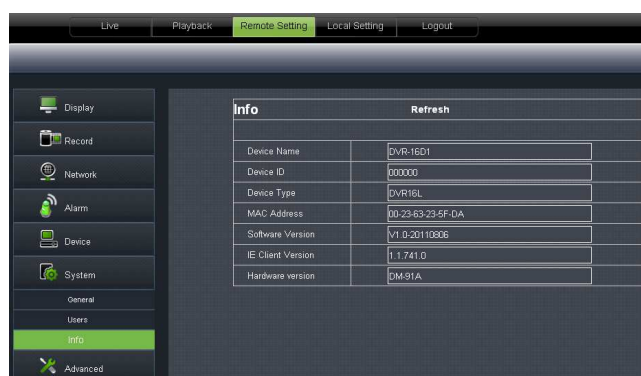 Live Playback Remote Setting Local Setting Logout
Display
Record
Network
Alarm
Device
System
General
Users
Info
Advanced
Info Refresh
Device Name DVR-16D1
Device ID 000000
Device Type DVR16L
MAC Address 00-23-63-23-5F-DA
Software Version V1.0-20110806
IE Client Version 1.1.741.0
Hardware version DM-91A